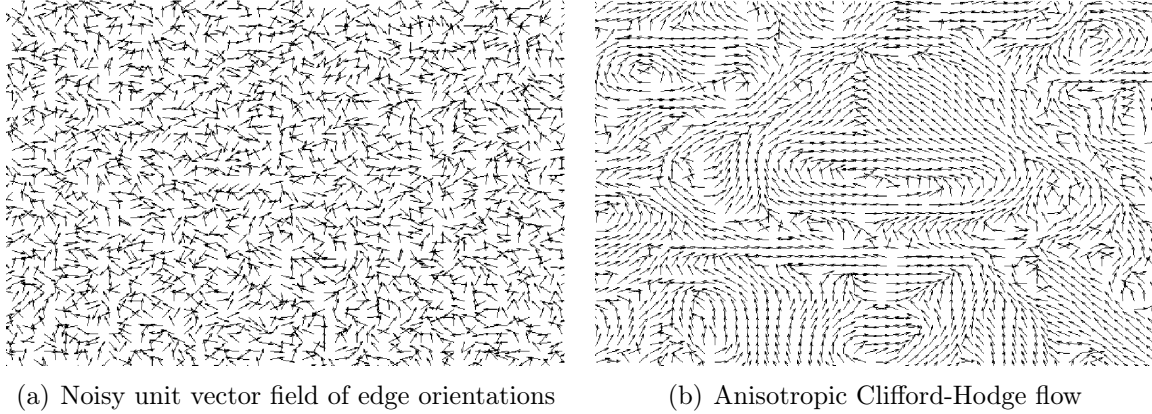 (a) Noisy unit vector field of edge orientations
(b) Anisotropic Clifford-Hodge flow